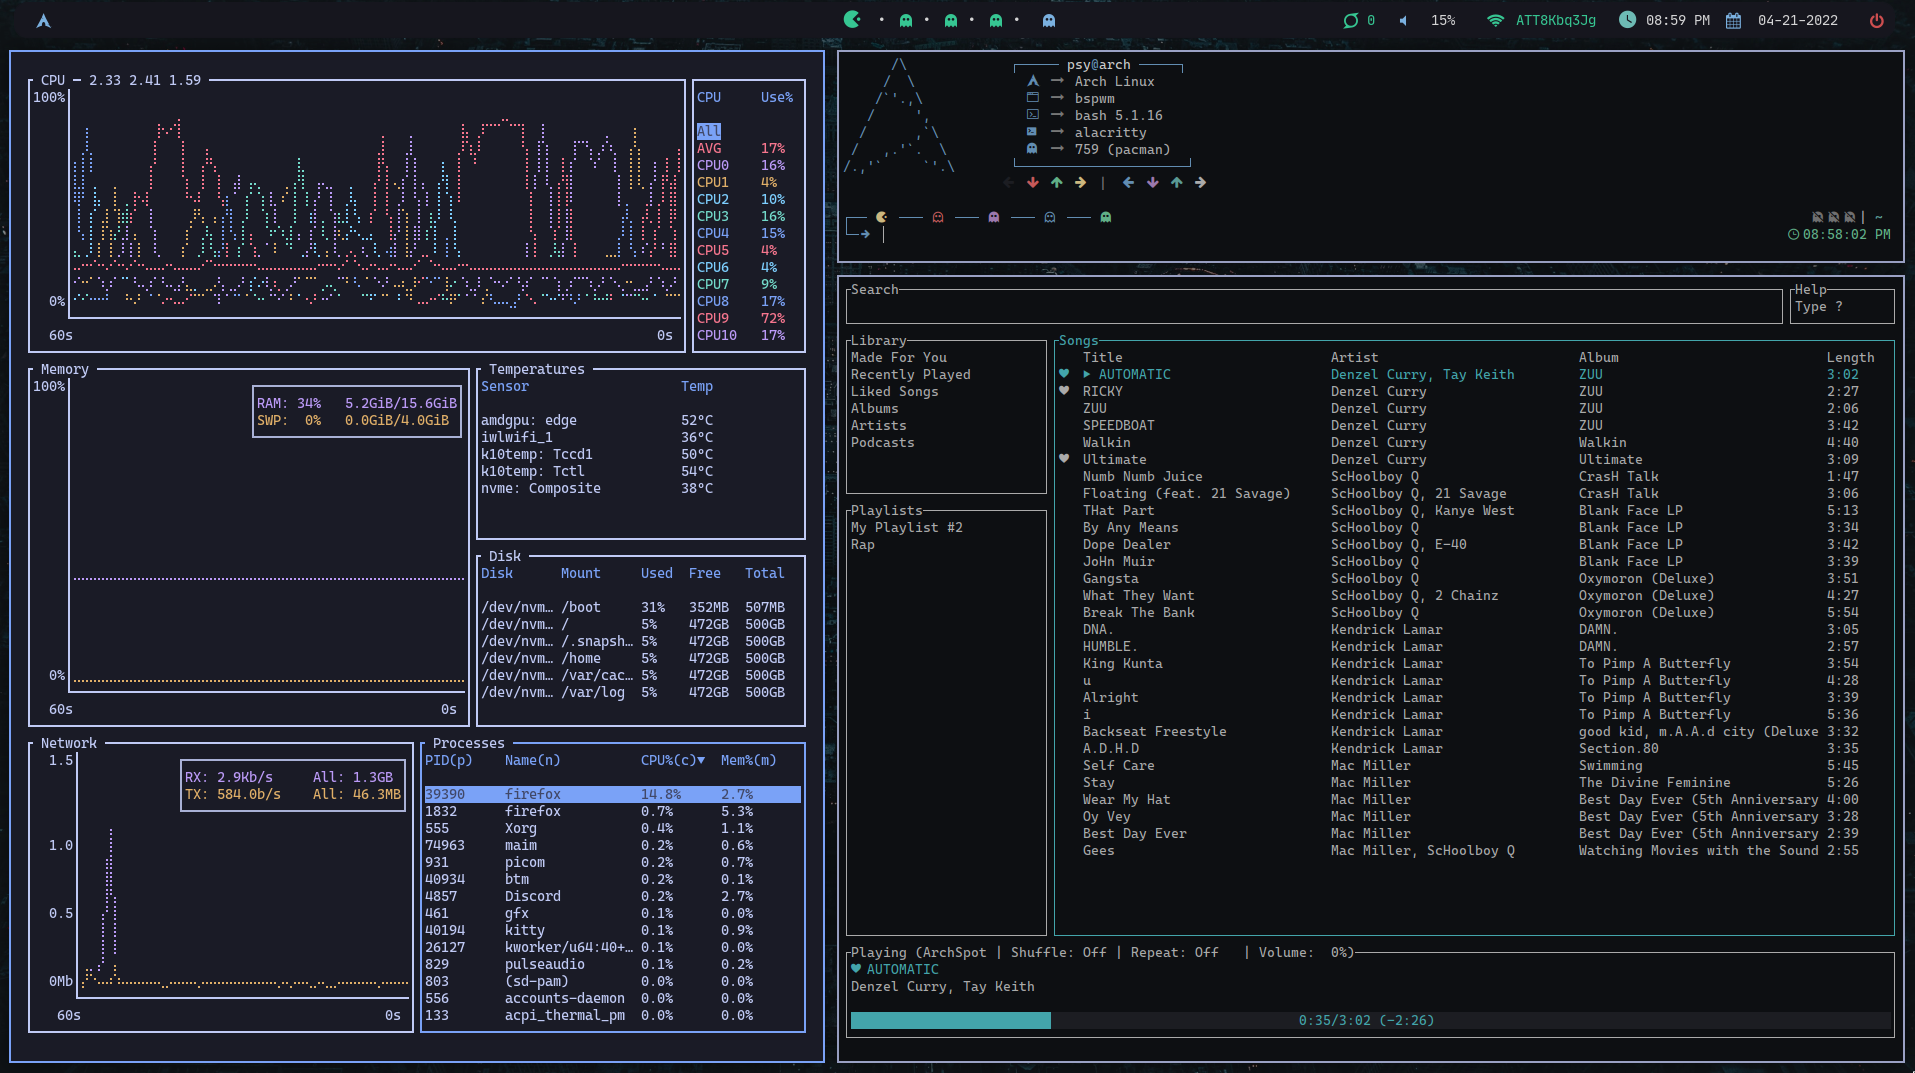 0 15% ATT8Kbq3Jg 08:59 PM 04-21-2022
CPU — 2.33 2.41 1.59
100%
0%
60s 0s
CPU Use%
All
AVG 17%
CPU0 16%
CPU1 4%
CPU2 10%
CPU3 16%
CPU4 15%
CPU5 4%
CPU6 4%
CPU7 9%
CPU8 17%
CPU9 72%
CPU10 17%
Memory
100%
RAM: 34% 5.2GiB/15.6GiB
SWP: 0% 0.0GiB/4.0GiB
0%
60s 0s
Temperatures
Sensor Temp
amdgpu: edge 52°C
iwlwifi_1 36°C
k10temp: Tccd1 50°C
k10temp: Tctl 54°C
nvme: Composite 38°C
Disk
Disk Mount Used Free Total
/dev/nvm… /boot 31% 352MB 507MB
/dev/nvm… / 5% 472GB 500GB
/dev/nvm… /.snapsh… 5% 472GB 500GB
/dev/nvm… /home 5% 472GB 500GB
/dev/nvm… /var/cac… 5% 472GB 500GB
/dev/nvm… /var/log 5% 472GB 500GB
Network
1.5
RX: 2.9Kb/s All: 1.3GB
TX: 584.0b/s All: 46.3MB
1.0
0.5
0Mb
60s 0s
Processes
PID(p) Name(n) CPU%(c)▼ Mem%(m)
39390 firefox 14.8% 2.7%
1832 firefox 0.7% 5.3%
555 Xorg 0.4% 1.1%
74963 maim 0.2% 0.6%
931 picom 0.2% 0.7%
40934 btm 0.2% 0.1%
4857 Discord 0.2% 2.7%
461 gfx 0.1% 0.0%
40194 kitty 0.1% 0.9%
26127 kworker/u64:40+… 0.1% 0.0%
829 pulseaudio 0.1% 0.2%
803 (sd-pam) 0.0% 0.0%
556 accounts-daemon 0.0% 0.0%
133 acpi_thermal_pm 0.0% 0.0%
psy@arch
Arch Linux
bspwm
bash 5.1.16
alacritty
759 (pacman)
| ~
08:58:02 PM
Search
Help
Type ?
Library
Made For You
Recently Played
Liked Songs
Albums
Artists
Podcasts
Playlists
My Playlist #2
Rap
Songs
Title Artist Album Length
♥ ▶ AUTOMATIC Denzel Curry, Tay Keith ZUU 3:02
♥ RICKY Denzel Curry ZUU 2:27
ZUU Denzel Curry ZUU 2:06
SPEEDBOAT Denzel Curry ZUU 3:42
Walkin Denzel Curry Walkin 4:40
♥ Ultimate Denzel Curry Ultimate 3:09
Numb Numb Juice ScHoolboy Q CrasH Talk 1:47
Floating (feat. 21 Savage) ScHoolboy Q, 21 Savage CrasH Talk 3:06
THat Part ScHoolboy Q, Kanye West Blank Face LP 5:13
By Any Means ScHoolboy Q Blank Face LP 3:34
Dope Dealer ScHoolboy Q, E-40 Blank Face LP 3:42
JoHn Muir ScHoolboy Q Blank Face LP 3:39
Gangsta ScHoolboy Q Oxymoron (Deluxe) 3:51
What They Want ScHoolboy Q, 2 Chainz Oxymoron (Deluxe) 4:27
Break The Bank ScHoolboy Q Oxymoron (Deluxe) 5:54
DNA. Kendrick Lamar DAMN. 3:05
HUMBLE. Kendrick Lamar DAMN. 2:57
King Kunta Kendrick Lamar To Pimp A Butterfly 3:54
u Kendrick Lamar To Pimp A Butterfly 4:28
Alright Kendrick Lamar To Pimp A Butterfly 3:39
i Kendrick Lamar To Pimp A Butterfly 5:36
Backseat Freestyle Kendrick Lamar good kid, m.A.A.d city (Deluxe 3:32
A.D.H.D Kendrick Lamar Section.80 3:35
Self Care Mac Miller Swimming 5:45
Stay Mac Miller The Divine Feminine 5:26
Wear My Hat Mac Miller Best Day Ever (5th Anniversary 4:00
Oy Vey Mac Miller Best Day Ever (5th Anniversary 3:28
Best Day Ever Mac Miller Best Day Ever (5th Anniversary 2:39
Gees Mac Miller, ScHoolboy Q Watching Movies with the Sound 2:55
Playing (ArchSpot | Shuffle: Off | Repeat: Off | Volume: 0%)
♥ AUTOMATIC
Denzel Curry, Tay Keith
0:35/3:02 (-2:26)